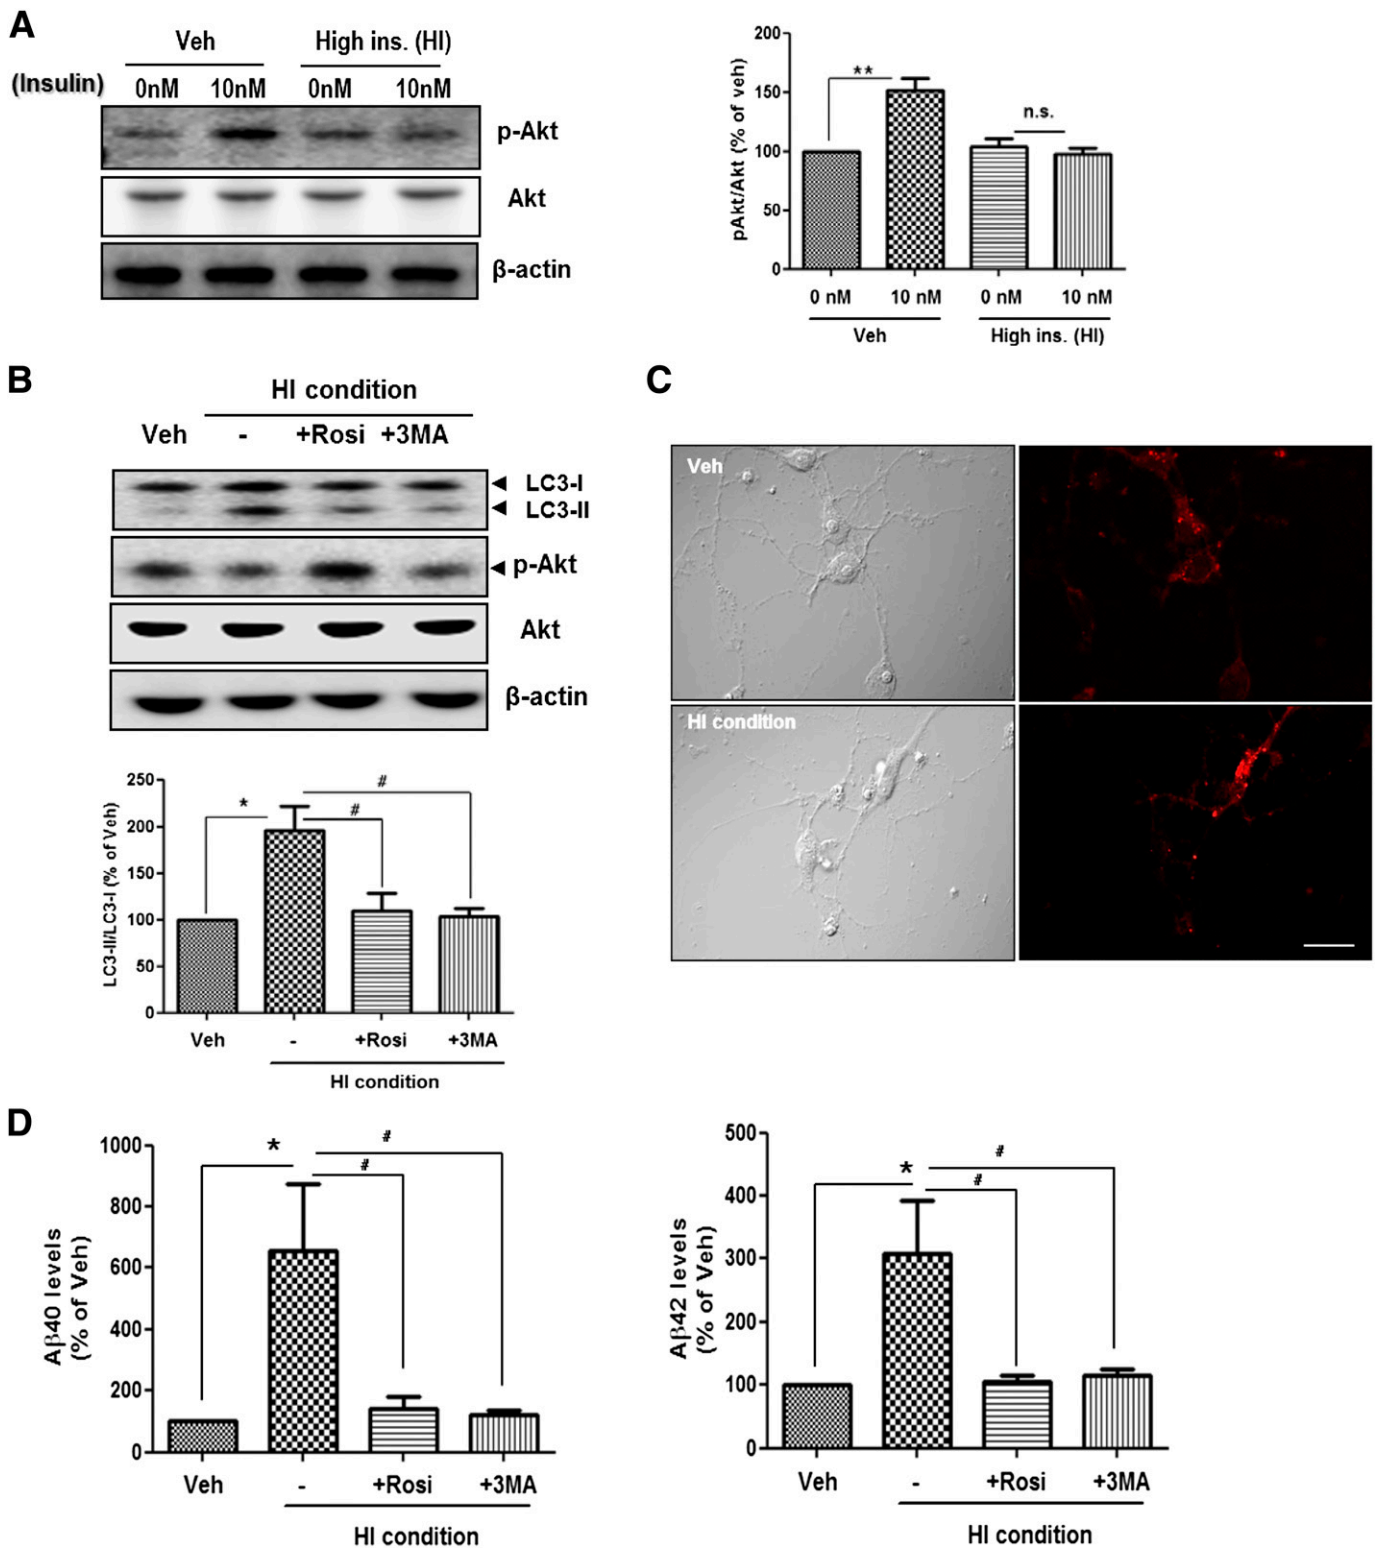 A
Veh High ins. (HI)
(Insulin) 0nM 10nM 0nM 10nM
p-Akt
Akt
β-actin
pAkt/Akt (% of veh)
200
150
100
50
0
** n.s.
0 nM 10 nM 0 nM 10 nM
Veh High ins. (HI)
B
HI condition
Veh - +Rosi +3MA
LC3-I
LC3-II
p-Akt
Akt
β-actin
LC3-II/LC3-I (% of Veh)
250
200
150
100
50
0
* # #
Veh - +Rosi +3MA
HI condition
C
Veh
HI condition
D
Aβ40 levels
(% of Veh)
1000
800
600
400
200
0
* # #
Veh - +Rosi +3MA
HI condition
Aβ42 levels
(% of Veh)
500
400
300
200
100
0
* # #
Veh - +Rosi +3MA
HI condition